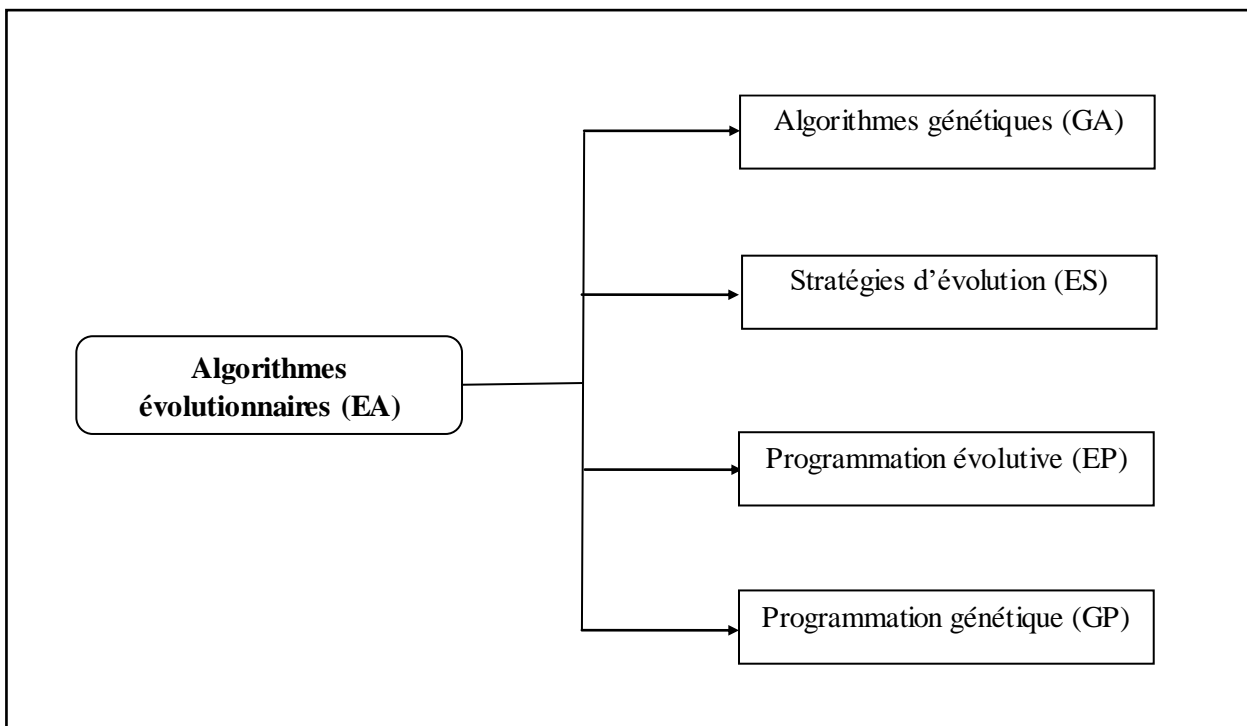 Algorithmes génétiques (GA)
Stratégies d’évolution (ES)
Algorithmes
évolutionnaires (EA)
Programmation évolutive (EP)
Programmation génétique (GP)